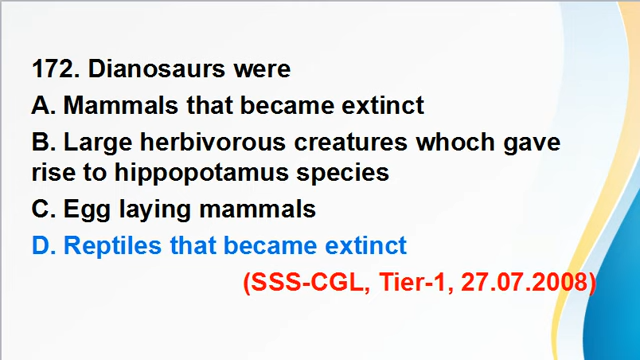 172. Dianosaurs were
A. Mammals that became extinct
B. Large herbivorous creatures whoch gave
rise to hippopotamus species
C. Egg laying mammals
D. Reptiles that became extinct
(SSS-CGL, Tier-1, 27.07.2008)